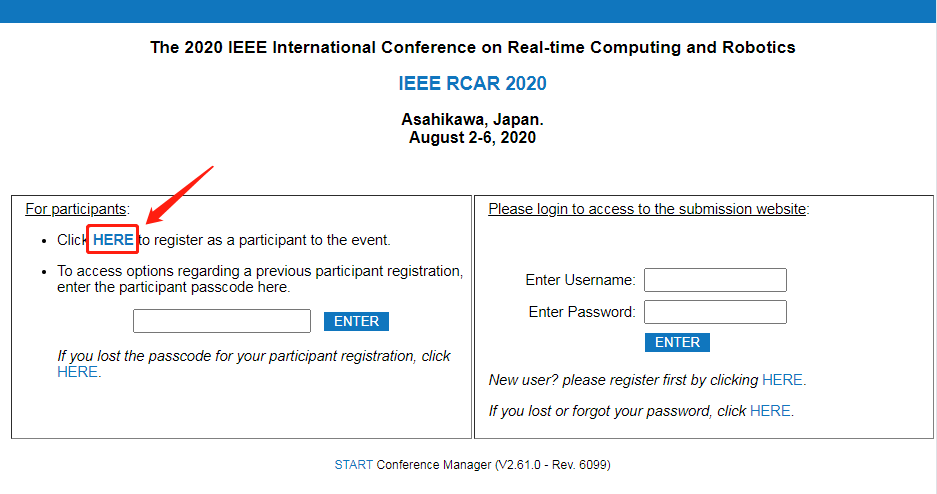 The 2020 IEEE International Conference on Real-time Computing and Robotics
IEEE RCAR 2020
Asahikawa, Japan.
August 2-6, 2020
For participants:
• Click HERE to register as a participant to the event.
• To access options regarding a previous participant registration,
enter the participant passcode here.
ENTER
If you lost the passcode for your participant registration, click
HERE.
Please login to access to the submission website:
Enter Username:
Enter Password:
ENTER
New user? please register first by clicking HERE.
If you lost or forgot your password, click HERE.
START Conference Manager (V2.61.0 - Rev. 6099)